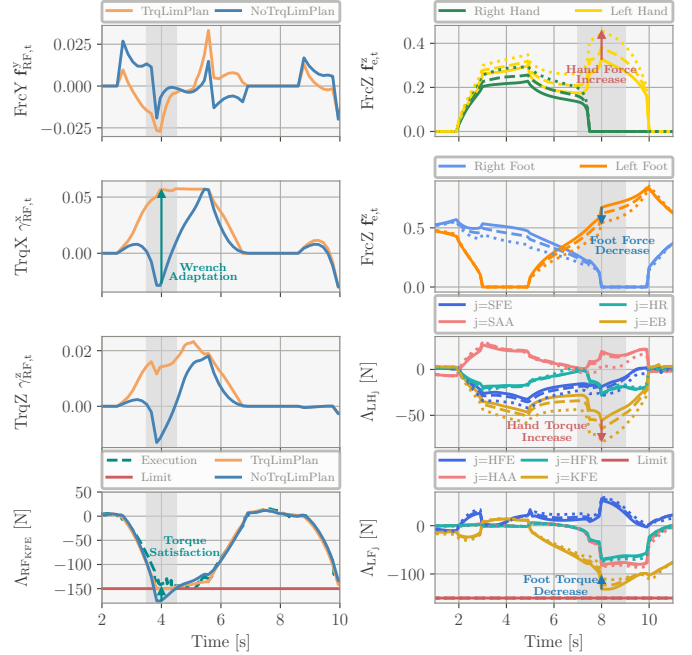 TrqLimPlan NoTrqLimPlan
FrcY f^y_RF,t
0.025
0.000
−0.025
TrqX γ^x_RF,t
0.05
0.00
Wrench
Adaptation
TrqZ γ^z_RF,t
0.02
0.00
Execution TrqLimPlan
Limit NoTrqLimPlan
Λ_RF_KFE [N]
50
0
−50
−100
−150
Torque
Satisfaction
2 4 6 8 10
Time [s]
Right Hand Left Hand
FrcZ f^z_e,t
0.4
0.2
0.0
Hand Force
Increase
Right Foot Left Foot
FrcZ f^z_e,t
0.5
0.0
Foot Force
Decrease
j=SFE j=HR
j=SAA j=EB
Λ_LH_j [N]
0
−50
Hand Torque
Increase
j=HFE j=HFR Limit
j=HAA j=KFE
Λ_LF_j [N]
0
−100
Foot Torque
Decrease
2 4 6 8 10
Time [s]